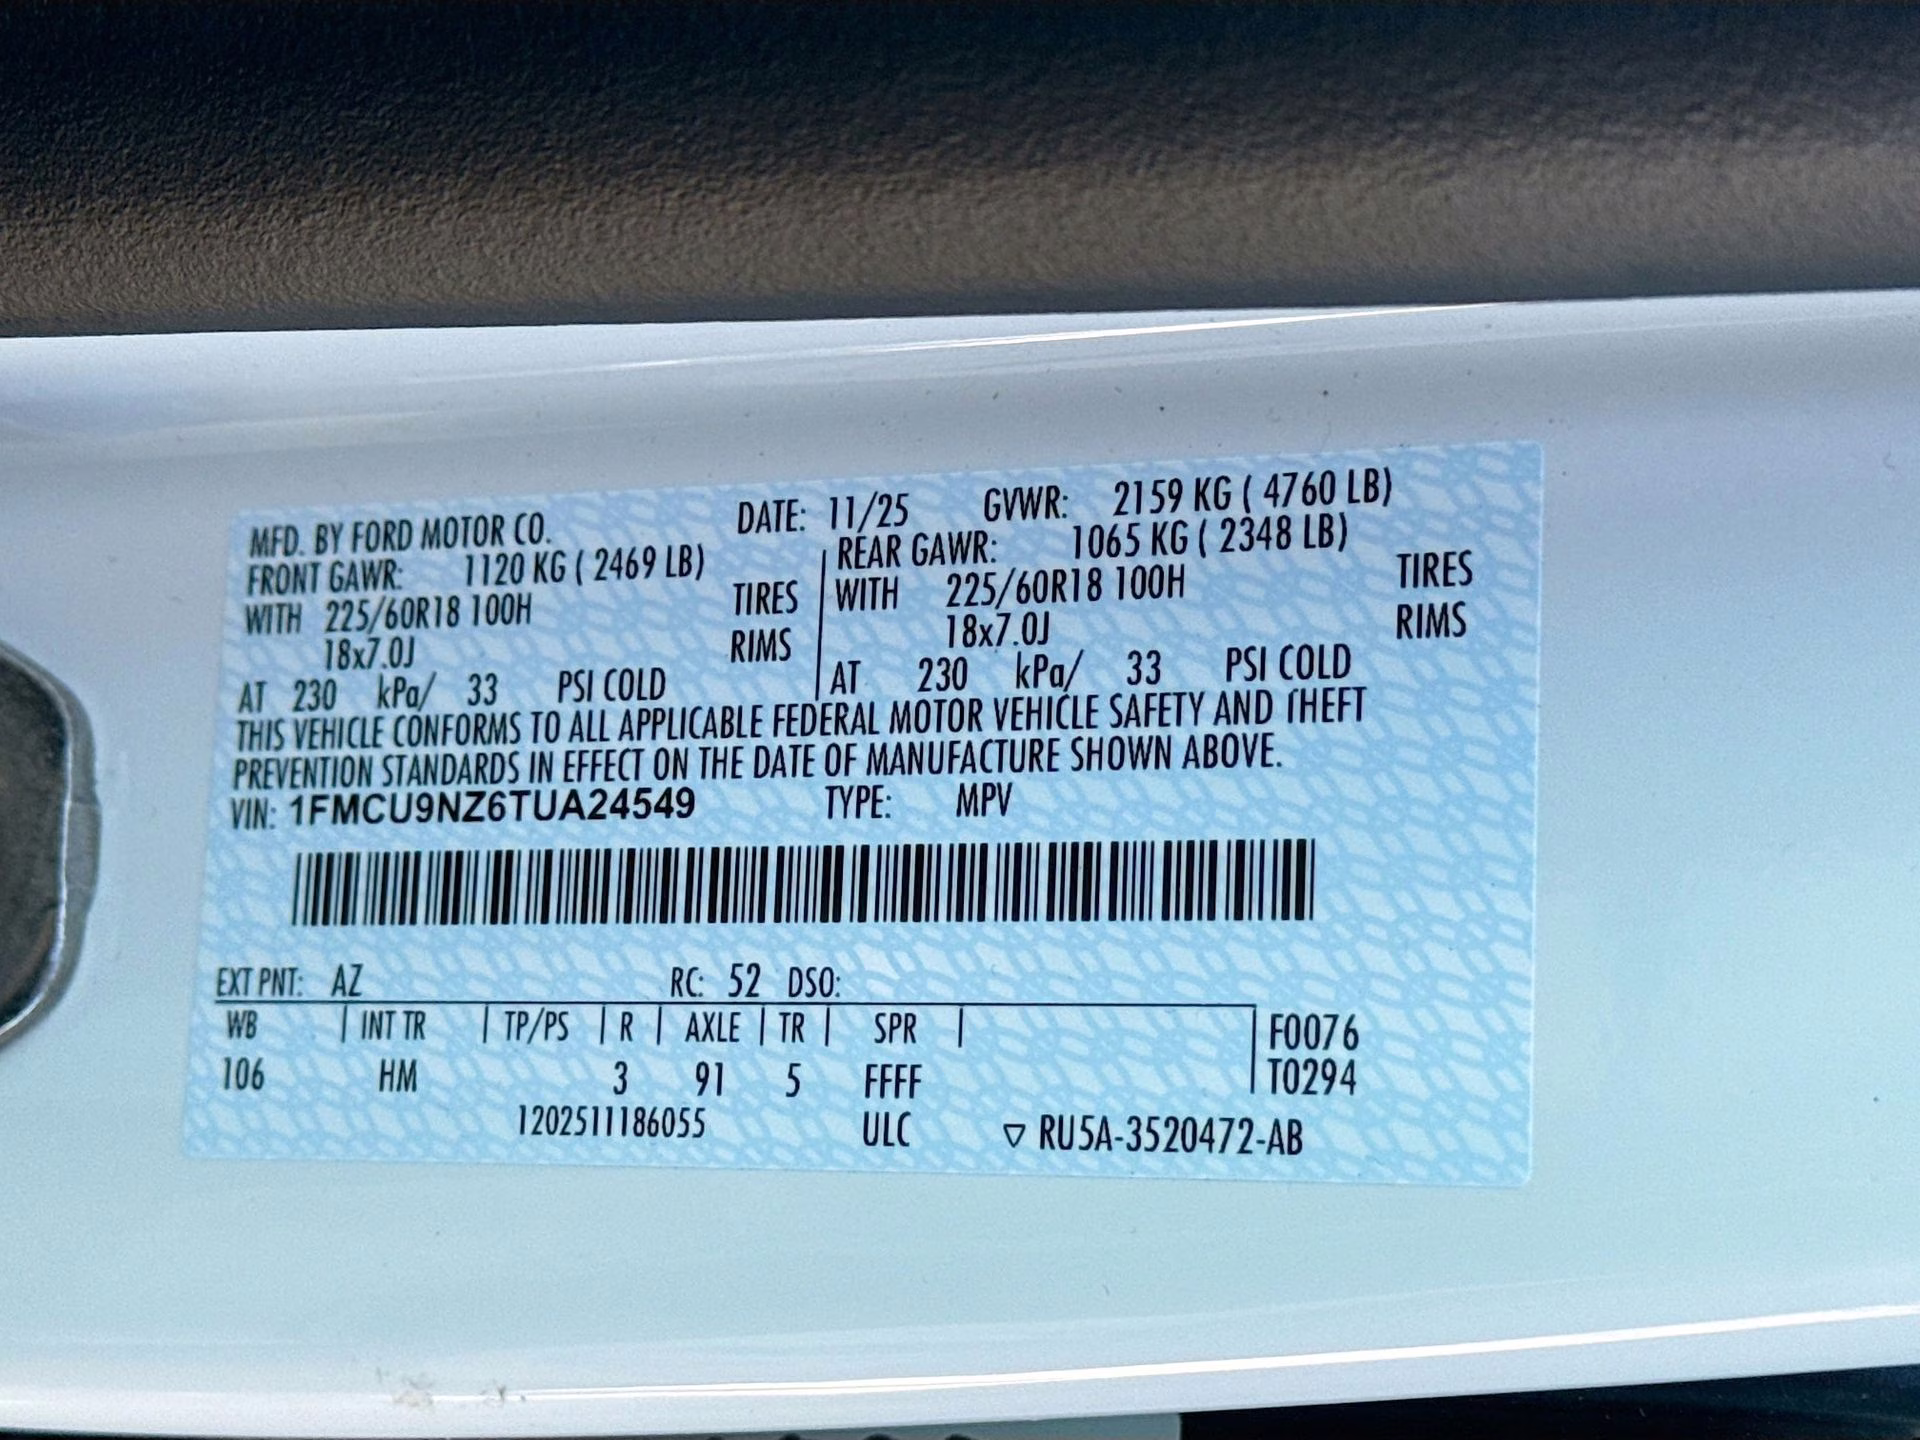 MFD. BY FORD MOTOR CO. DATE: 11/25 GVWR: 2159 KG ( 4760 LB)
FRONT GAWR: 1120 KG ( 2469 LB) REAR GAWR: 1065 KG ( 2348 LB)
WITH 225/60R18 100H TIRES WITH 225/60R18 100H TIRES
18x7.0J RIMS 18x7.0J RIMS
AT 230 kPa/ 33 PSI COLD AT 230 kPa/ 33 PSI COLD
THIS VEHICLE CONFORMS TO ALL APPLICABLE FEDERAL MOTOR VEHICLE SAFETY AND THEFT
PREVENTION STANDARDS IN EFFECT ON THE DATE OF MANUFACTURE SHOWN ABOVE.
VIN: 1FMCU9NZ6TUA24549 TYPE: MPV
EXT PNT: AZ RC: 52 DSO:
WB | INT TR | TP/PS | R | AXLE | TR | SPR | F0076
106 HM 3 91 5 FFFF T0294
1202511186055 ULC ▽ RU5A-3520472-AB